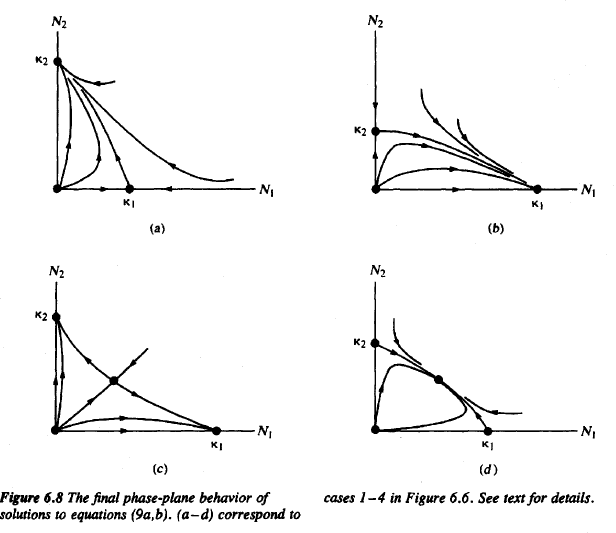 N2
κ2
N1
κ1
(a)
N2
κ2
N1
κ1
(b)
N2
κ2
N1
κ1
(c)
N2
κ2
N1
κ1
(d)
Figure 6.8 The final phase-plane behavior of
solutions to equations (9a,b). (a–d) correspond to
cases 1–4 in Figure 6.6. See text for details.